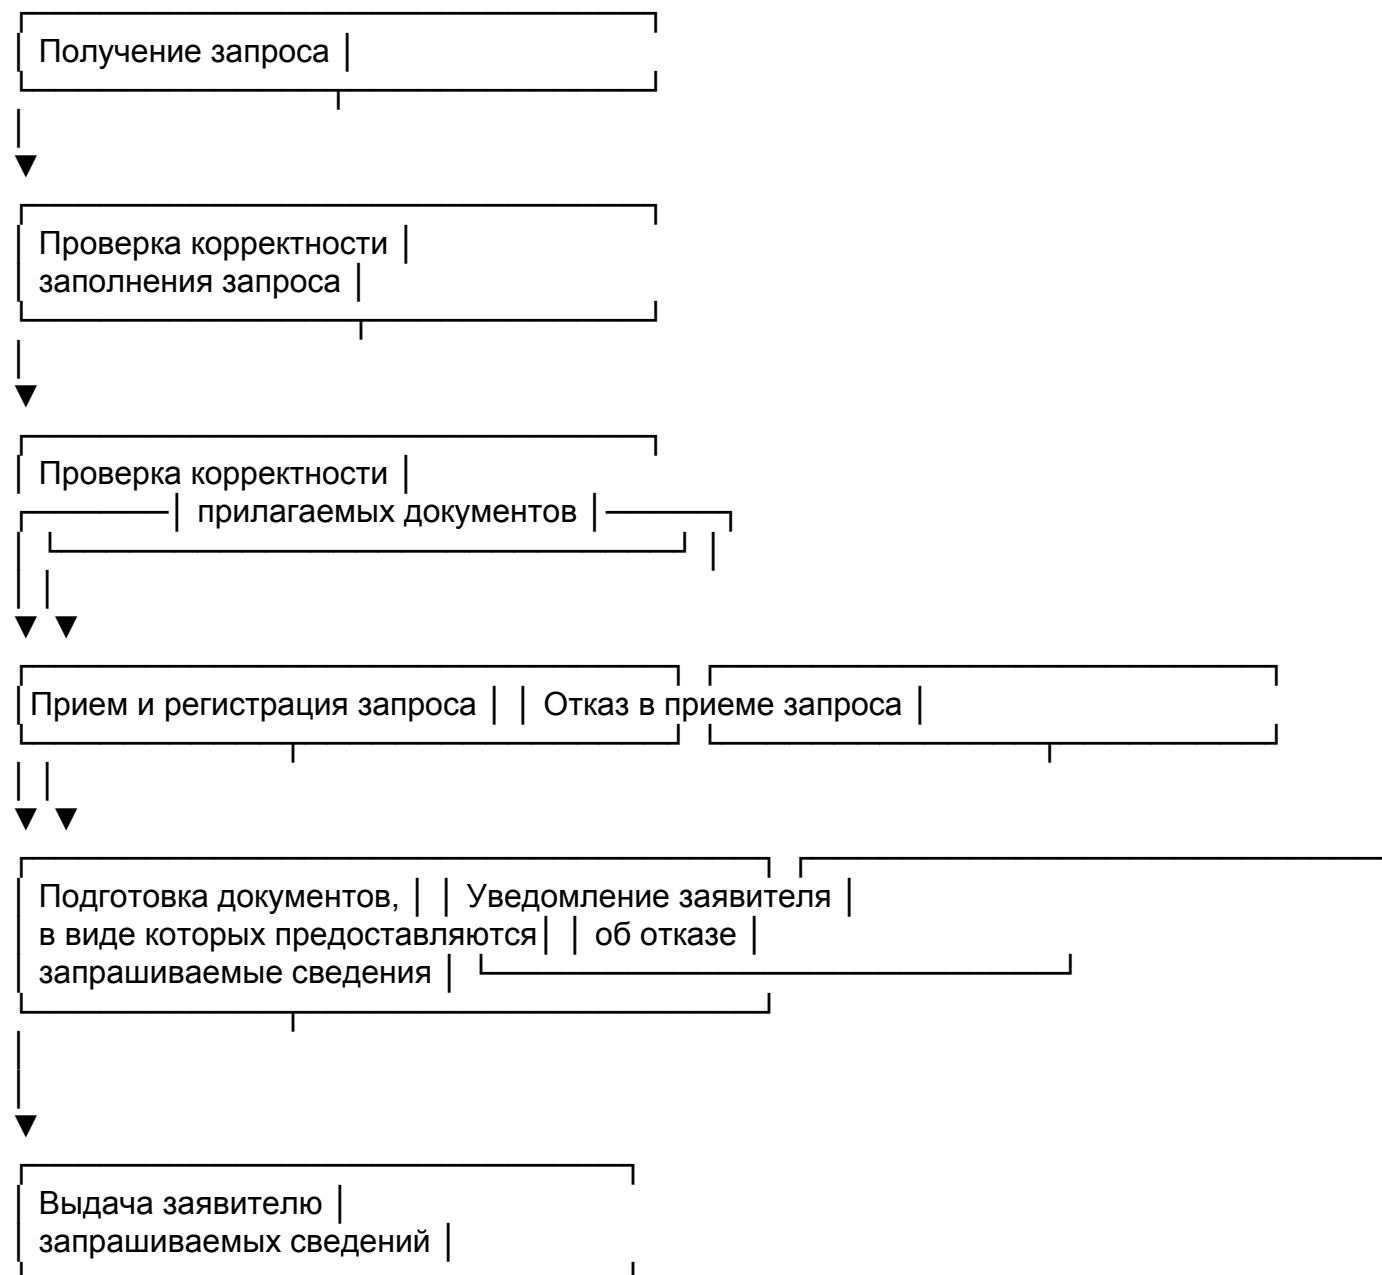 Получение запроса
Проверка корректности
заполнения запроса
Проверка корректности
прилагаемых документов
Прием и регистрация запроса Отказ в приеме запроса
Подготовка документов, Уведомление заявителя
в виде которых предоставляются об отказе
запрашиваемые сведения
Выдача заявителю
запрашиваемых сведений